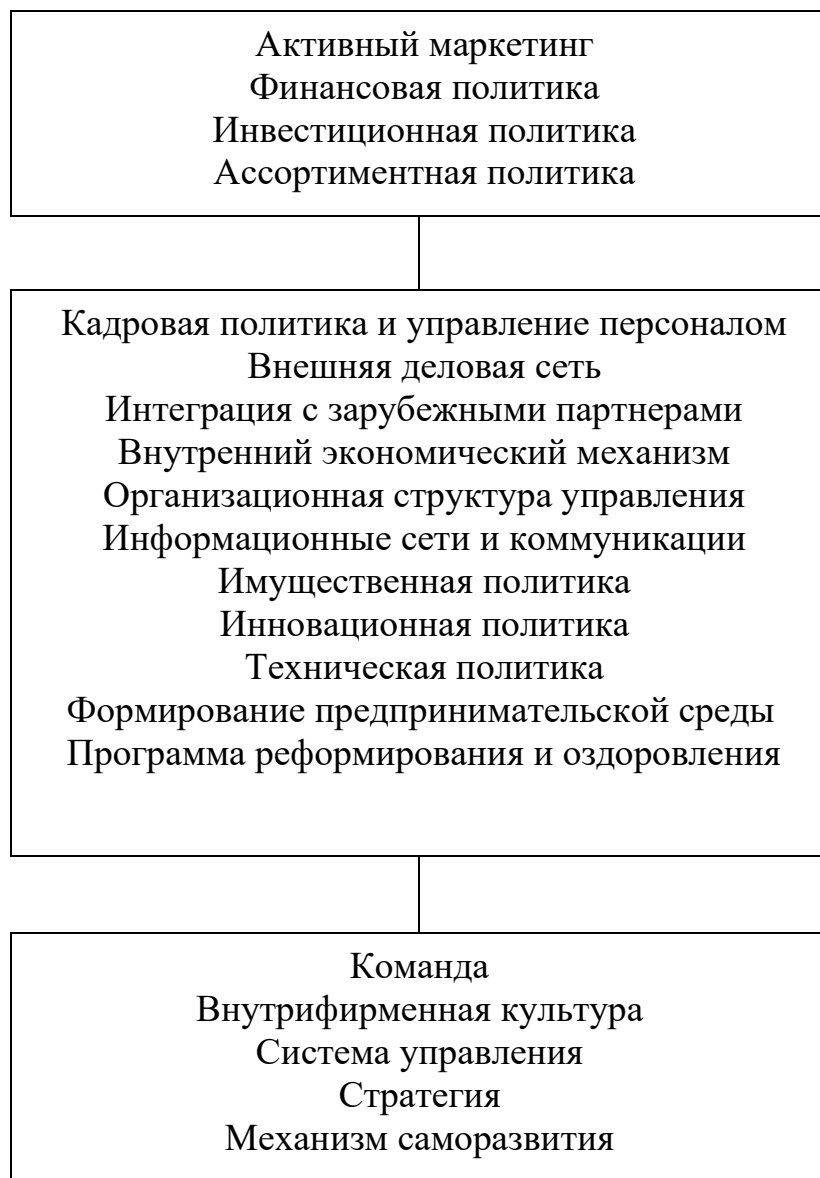 Активный маркетинг
Финансовая политика
Инвестиционная политика
Ассортиментная политика
Кадровая политика и управление персоналом
Внешняя деловая сеть
Интеграция с зарубежными партнерами
Внутренний экономический механизм
Организационная структура управления
Информационные сети и коммуникации
Имущественная политика
Инновационная политика
Техническая политика
Формирование предпринимательской среды
Программа реформирования и оздоровления
Команда
Внутрифирменная культура
Система управления
Стратегия
Механизм саморазвития